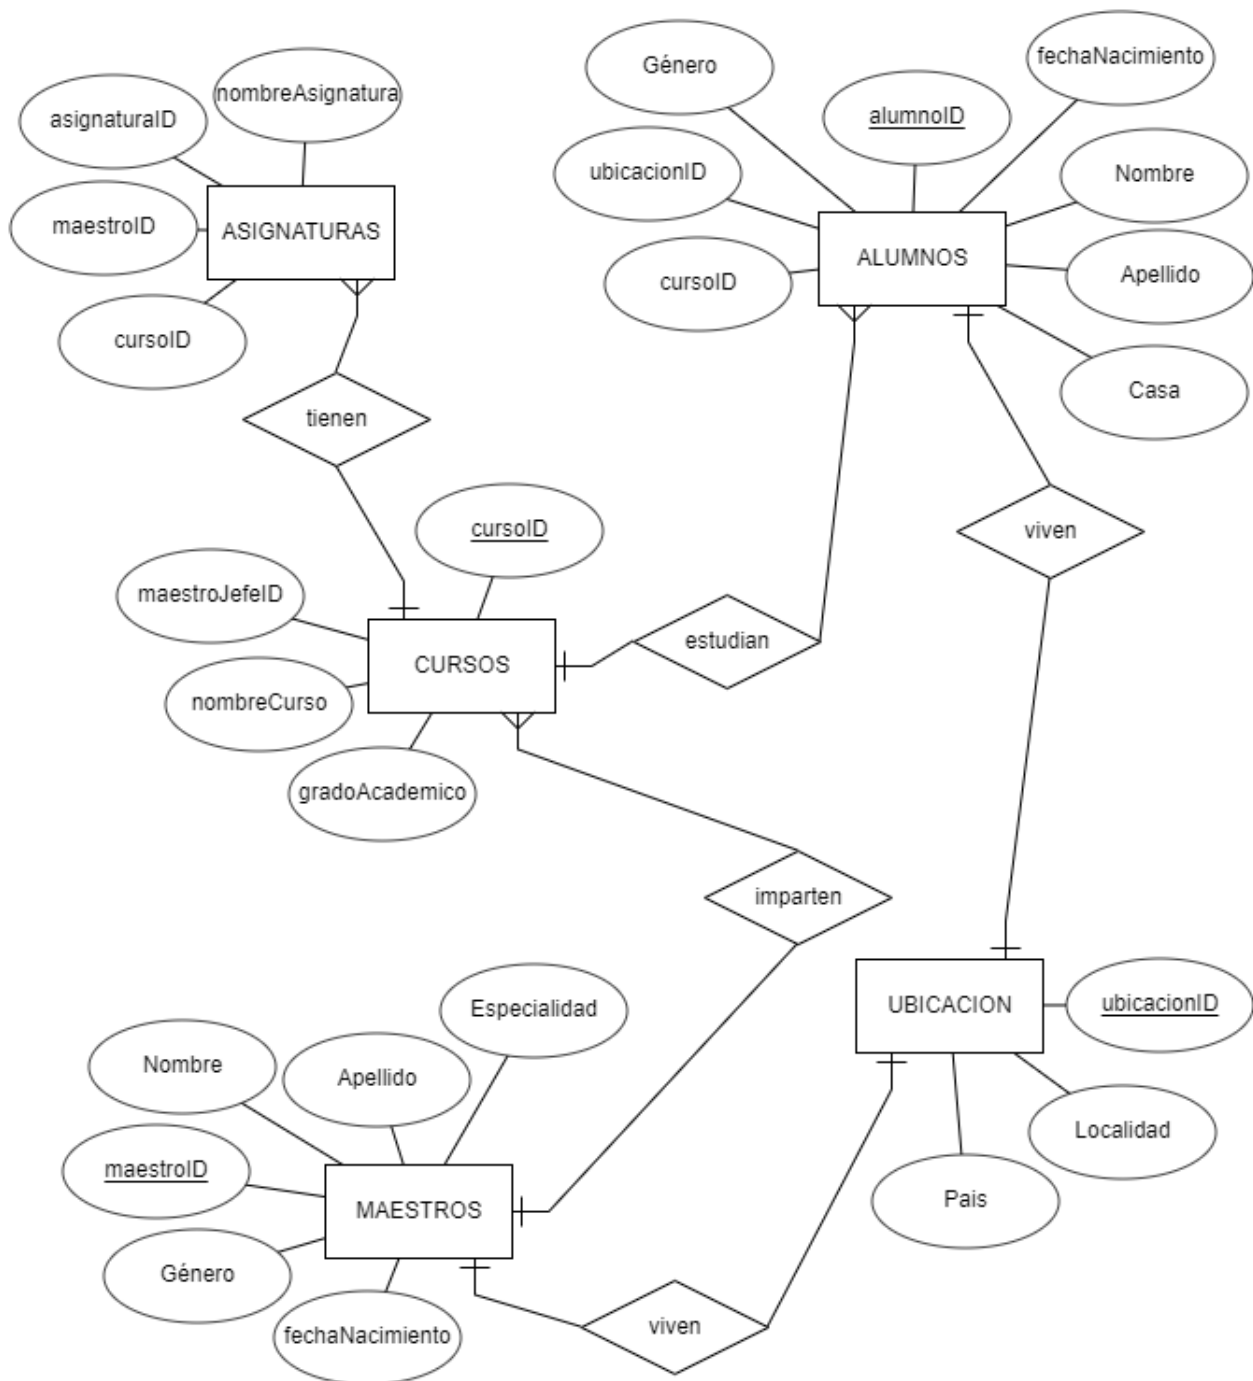 Género
fechaNacimiento
nombreAsignatura
asignaturaID
alumnoID
ubicacionID
Nombre
maestroID
ASIGNATURAS
ALUMNOS
cursoID
Apellido
cursoID
Casa
tienen
cursoID
viven
maestroJefeID
estudian
CURSOS
nombreCurso
gradoAcademico
imparten
Especialidad
UBICACION
ubicacionID
Nombre
Apellido
Localidad
maestroID
Pais
MAESTROS
Género
fechaNacimiento
viven